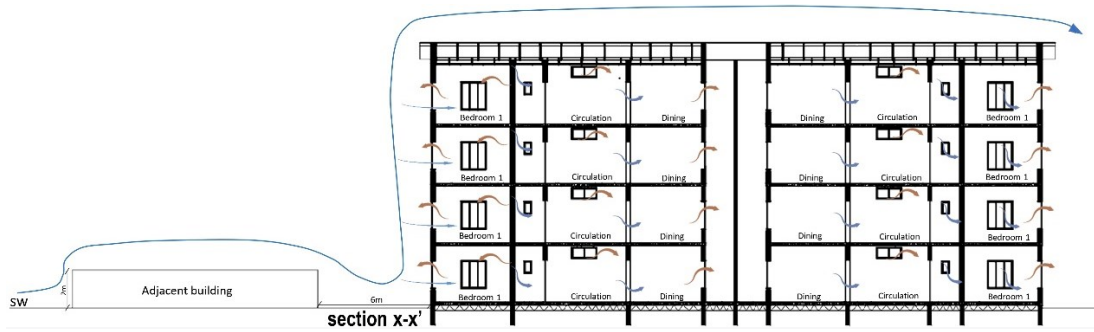 Bedroom 1 Circulation Dining Dining Circulation Bedroom 1
Bedroom 1 Circulation Dining Dining Circulation Bedroom 1
Bedroom 1 Circulation Dining Dining Circulation Bedroom 1
Adjacent building
SW
6m
Bedroom 1 Circulation Dining Dining Circulation Bedroom 1
section x-x'